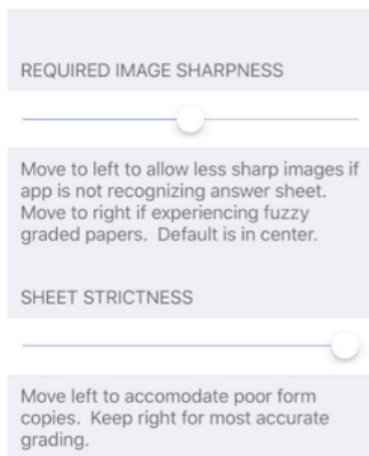 REQUIRED IMAGE SHARPNESS
Move to left to allow less sharp images if
app is not recognizing answer sheet.
Move to right if experiencing fuzzy
graded papers.  Default is in center.
SHEET STRICTNESS
Move left to accomodate poor form
copies.  Keep right for most accurate
grading.